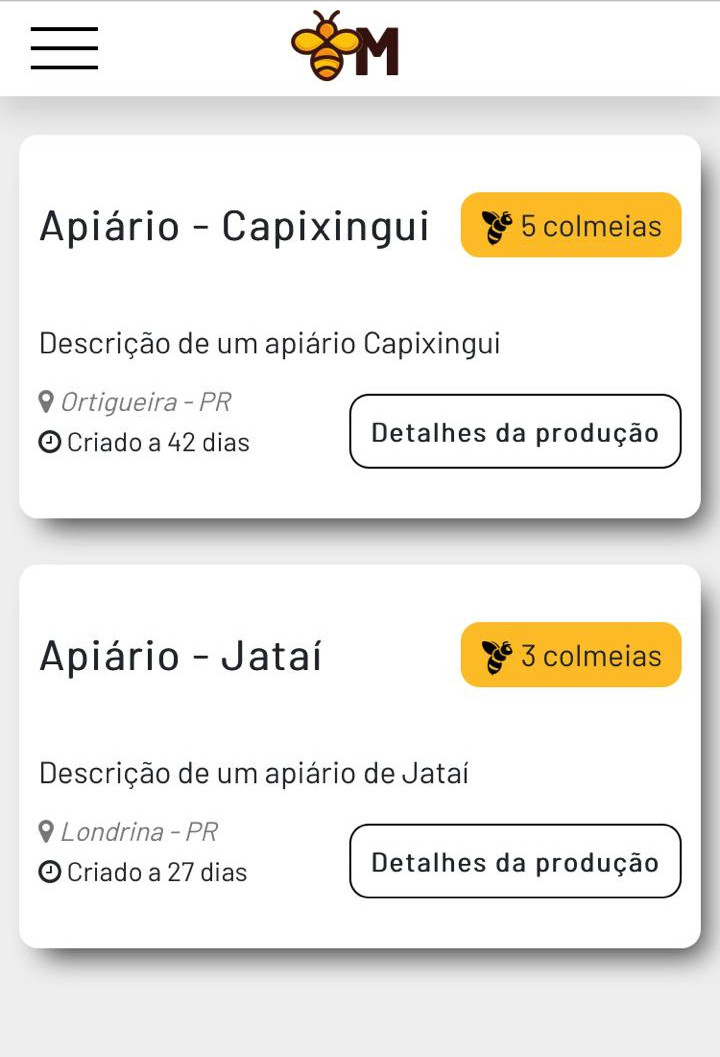 M
Apiário - Capixingui
5 colmeias
Descrição de um apiário Capixingui
Ortigueira - PR
Criado a 42 dias
Detalhes da produção
Apiário - Jataí
3 colmeias
Descrição de um apiário de Jataí
Londrina - PR
Criado a 27 dias
Detalhes da produção